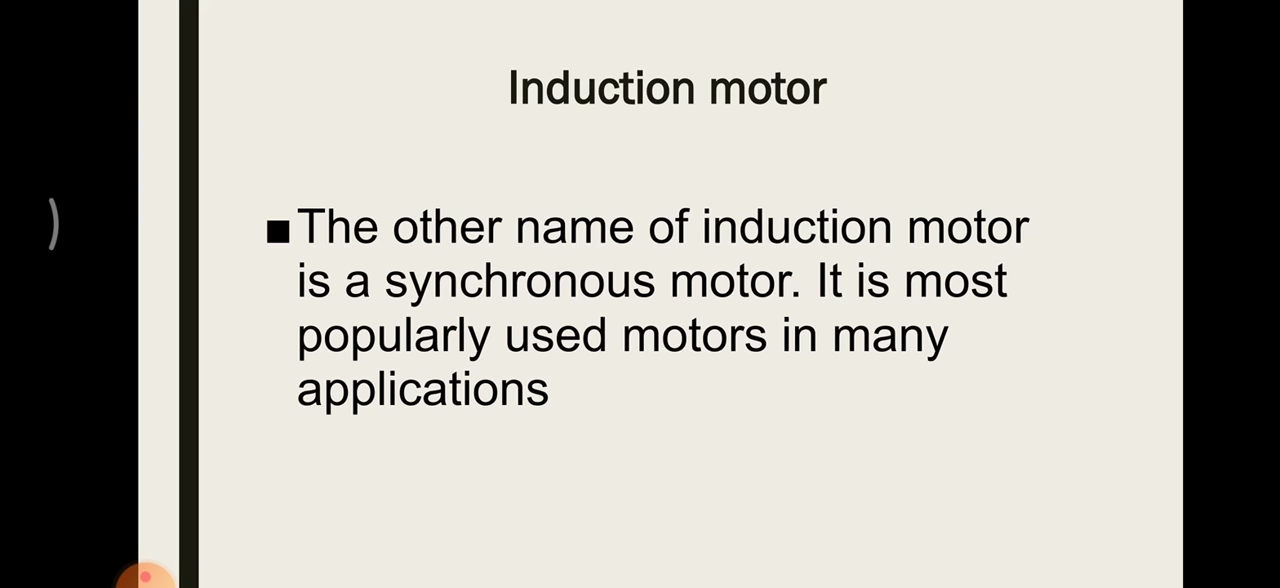 Induction motor
■The other name of induction motor
is a synchronous motor. It is most
popularly used motors in many
applications